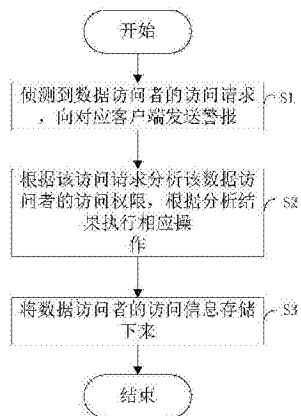 开始
侦测到数据访问者的访问请求
，向对应客户端发送警报
S1
根据该访问请求分析该数据访
问者的访问权限，根据分析结
果执行相应操
作
S2
将数据访问者的访问信息存储
下来
S3
结束